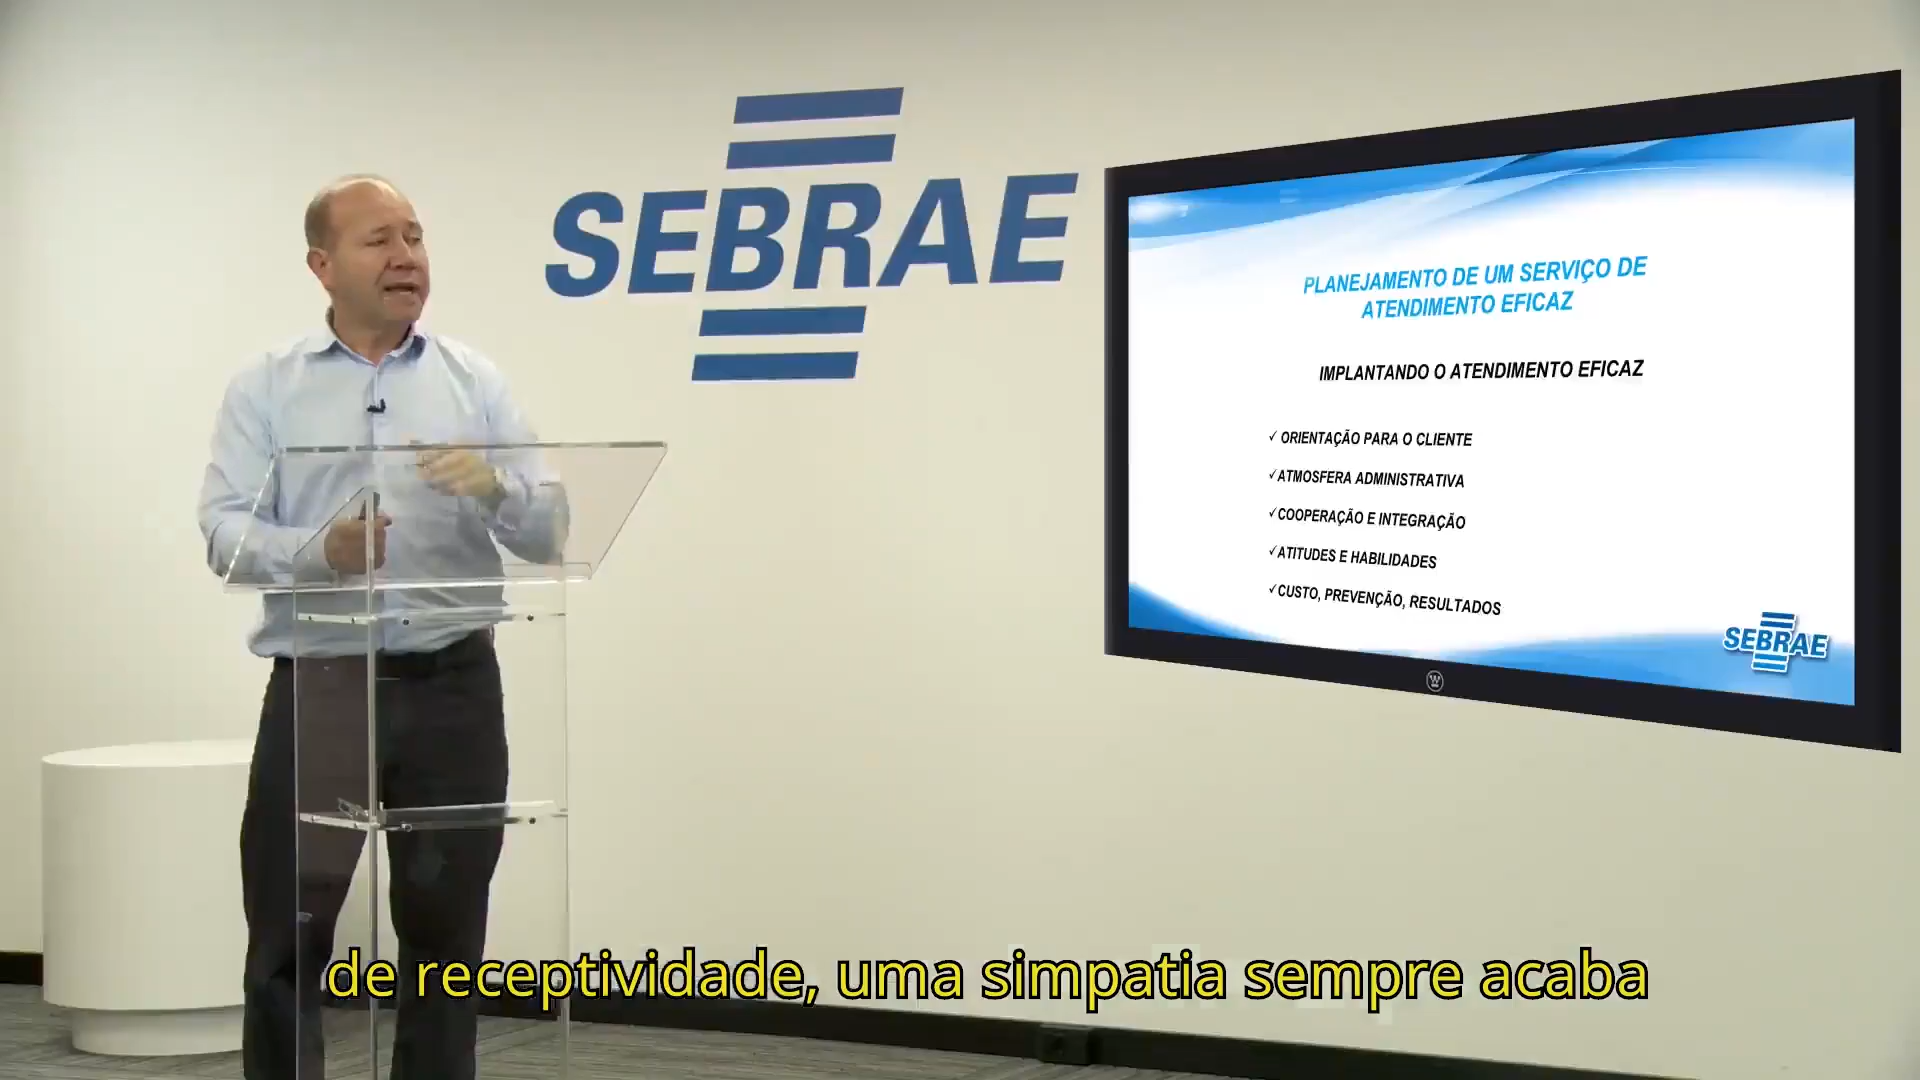 SEBRAE
PLANEJAMENTO DE UM SERVIÇO DE
ATENDIMENTO EFICAZ
IMPLANTANDO O ATENDIMENTO EFICAZ
✓ ORIENTAÇÃO PARA O CLIENTE
✓ATMOSFERA ADMINISTRATIVA
✓COOPERAÇÃO E INTEGRAÇÃO
✓ATITUDES E HABILIDADES
✓CUSTO, PREVENÇÃO, RESULTADOS
SEBRAE
de receptividade, uma simpatia sempre acaba